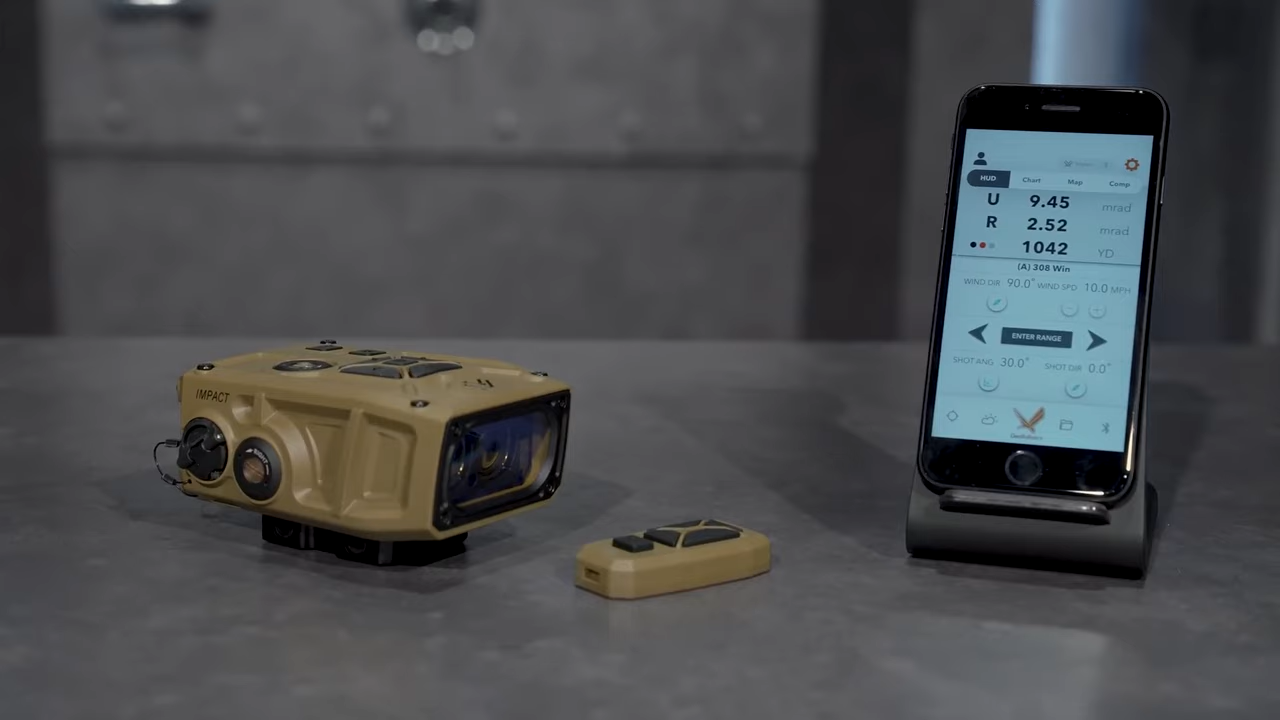 IMPACT
HUD Chart Map Comp
U 9.45 mrad
R 2.52 mrad
1042 YD
(A) 308 Win
WIND DIR 90.0° WIND SPD 10.0 MPH
ENTER RANGE
SHOT ANG 30.0° SHOT DIR 0.0°
GeoBallistics